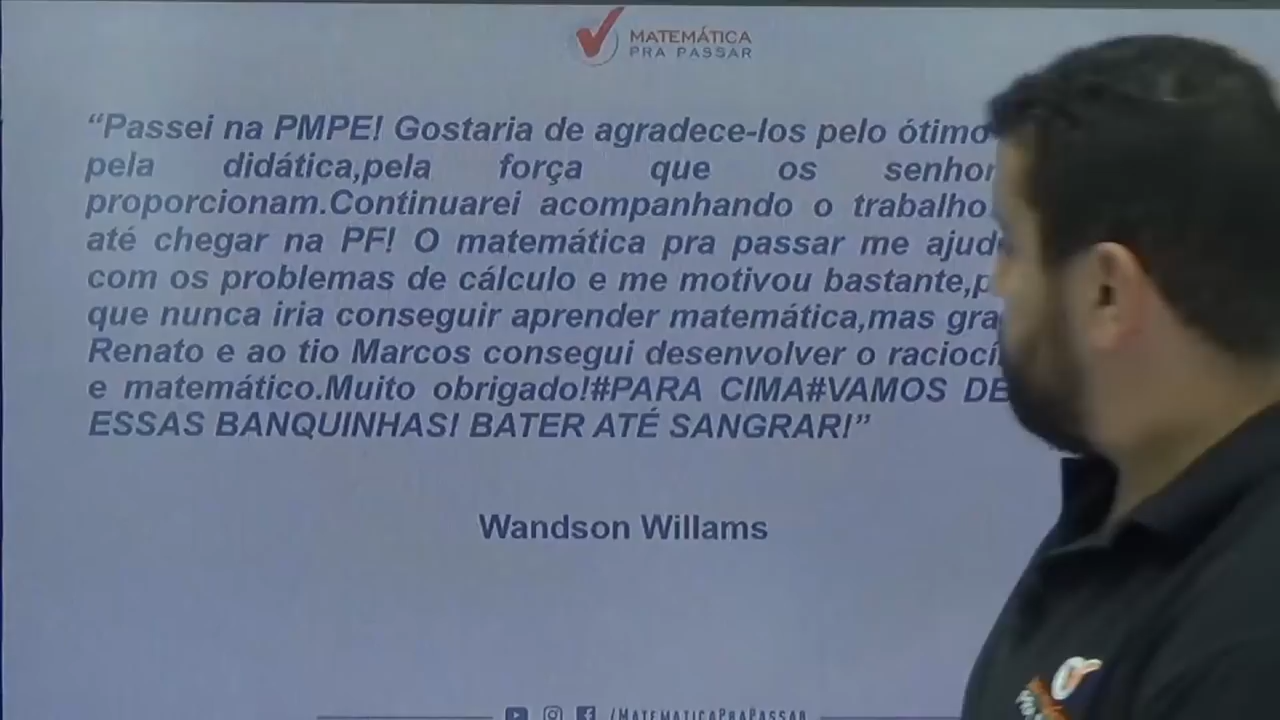 MATEMÁTICA
PRA PASSAR
“Passei na PMPE! Gostaria de agradece-los pelo ótimo
pela didática,pela força que os
proporcionam.Continuarei acompanhando o trabalho
até chegar na PF! O matemática pra passar me
com os problemas de cálculo e me motivou bastante,
que nunca iria conseguir aprender matemática,mas
Renato e ao tio Marcos consegui desenvolver o
e matemático.Muito obrigado!#PARA CIMA#VAMOS
ESSAS BANQUINHAS! BATER ATÉ SANGRAR!”
Wandson Willams
/MATEMATICAPRAPASSAR